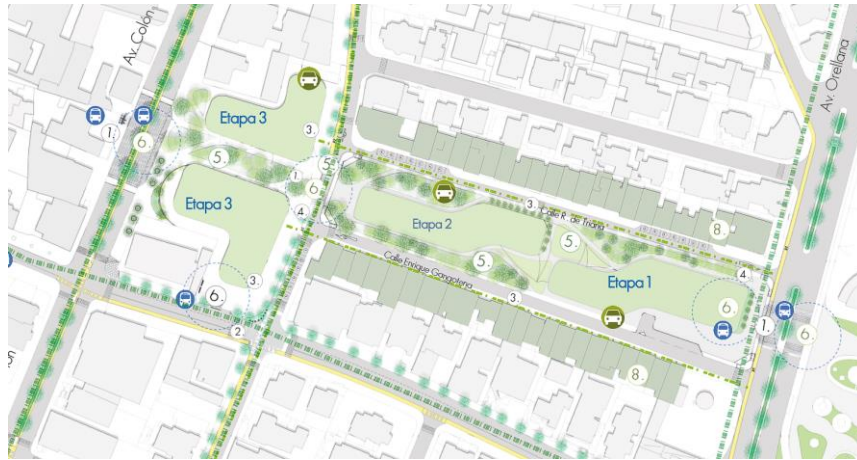 Av. Colón
Av. Orellana
Etapa 3
3.
1.
6.
5.
5.
1.
6.
3.
Etapa 3
4.
Etapa 2
Calle R. de Triana
8.
5.
Calle Enrique Gangotena
5.
3.
Etapa 1
4.
3.
6.
6.
1.
6.
2.
8.